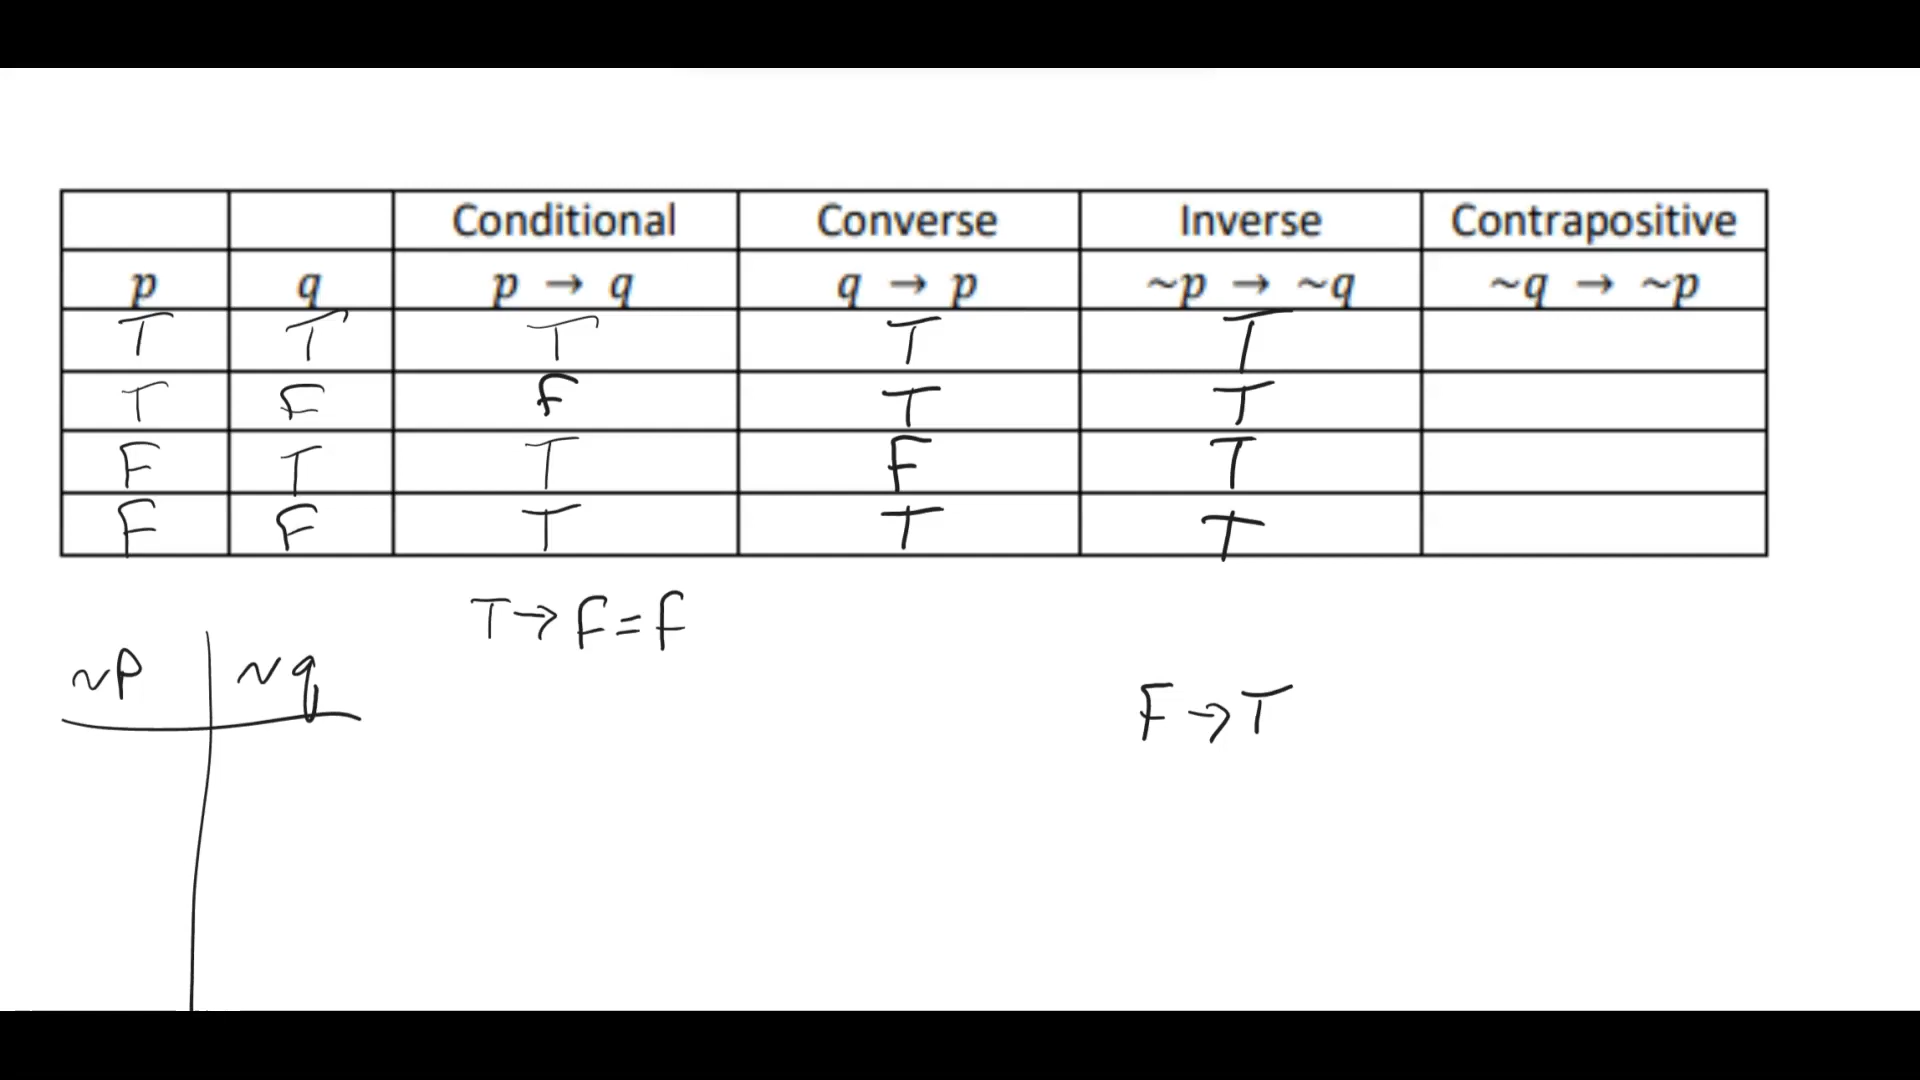 Conditional Converse Inverse Contrapositive
p q p → q q → p ~p → ~q ~q → ~p
T T T T T
T F F T T
F T T F T
F F T T T
T → F = F
~P ~q
F → T